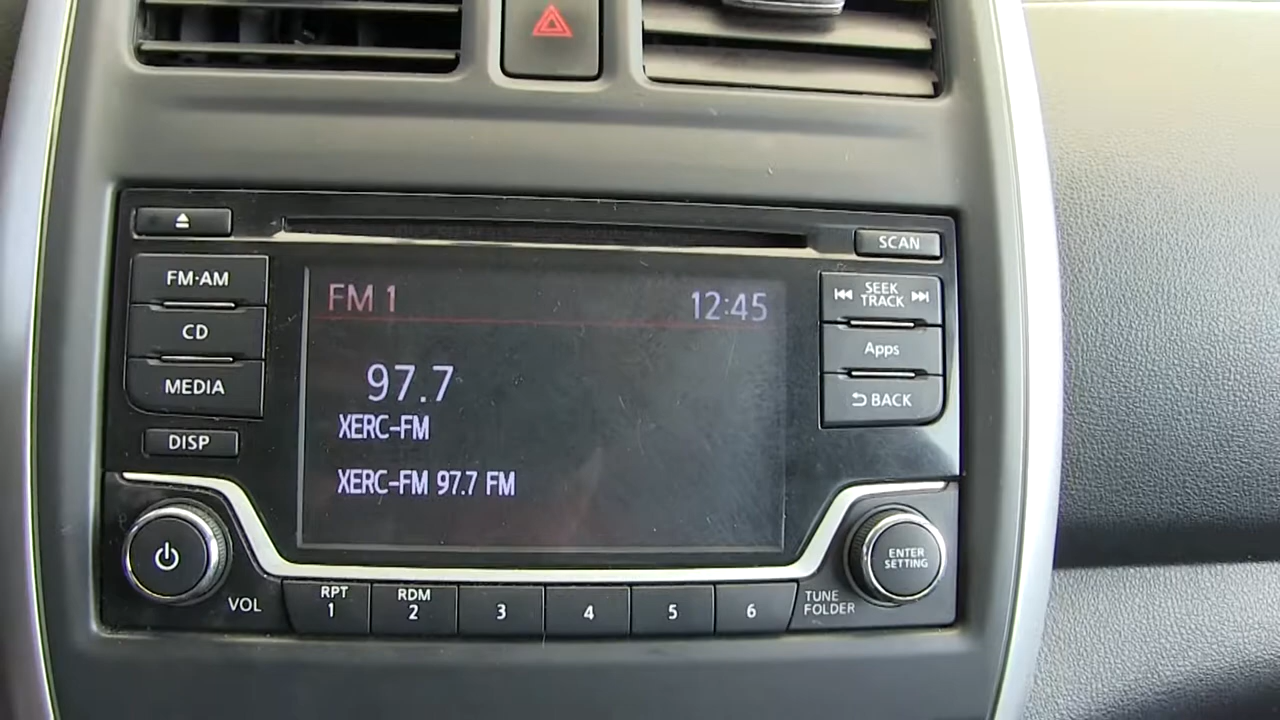 SCAN
FM·AM
SEEK
TRACK
CD
Apps
MEDIA
BACK
DISP
FM 1
12:45
97.7
XERC-FM
XERC-FM 97.7 FM
VOL
RPT
1
RDM
2
3
4
5
6
TUNE
FOLDER
ENTER
SETTING